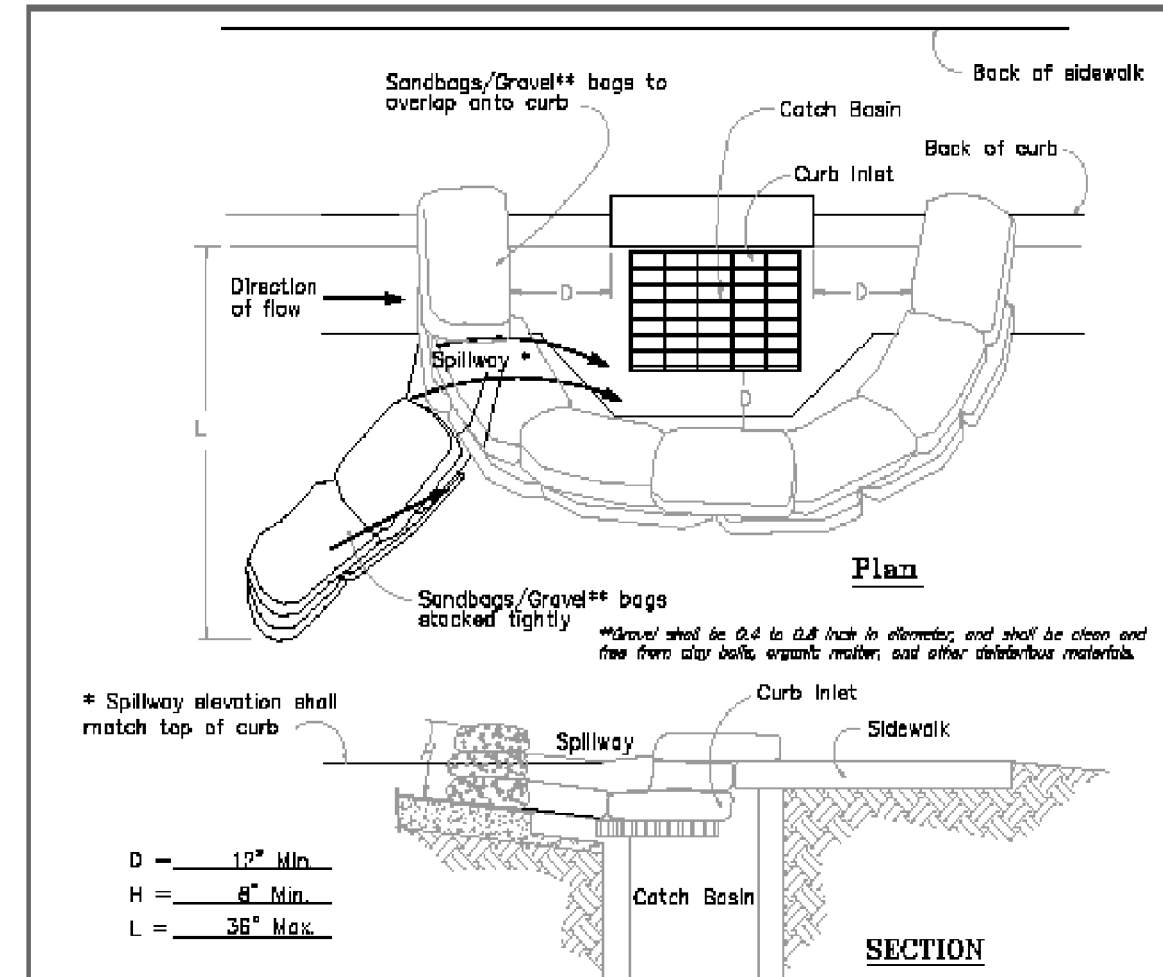 Back of sidewalk
Sandbags/Gravel** bags to
overlap onto curb
Catch Basin
Back of curb
Curb Inlet
Direction
of flow
D
D
Spillway *
D
L
Plan
Sandbags/Gravel** bags
stacked tightly
**Gravel shall be 0.4 to 0.8 inch in diameter, and shall be clean and
free from clay balls, organic matter, and other deleterious materials.
* Spillway elevation shall
match top of curb
Curb Inlet
Spillway
Sidewalk
D = 12" Min.
H = 8" Min.
L = 36" Max.
Catch Basin
SECTION